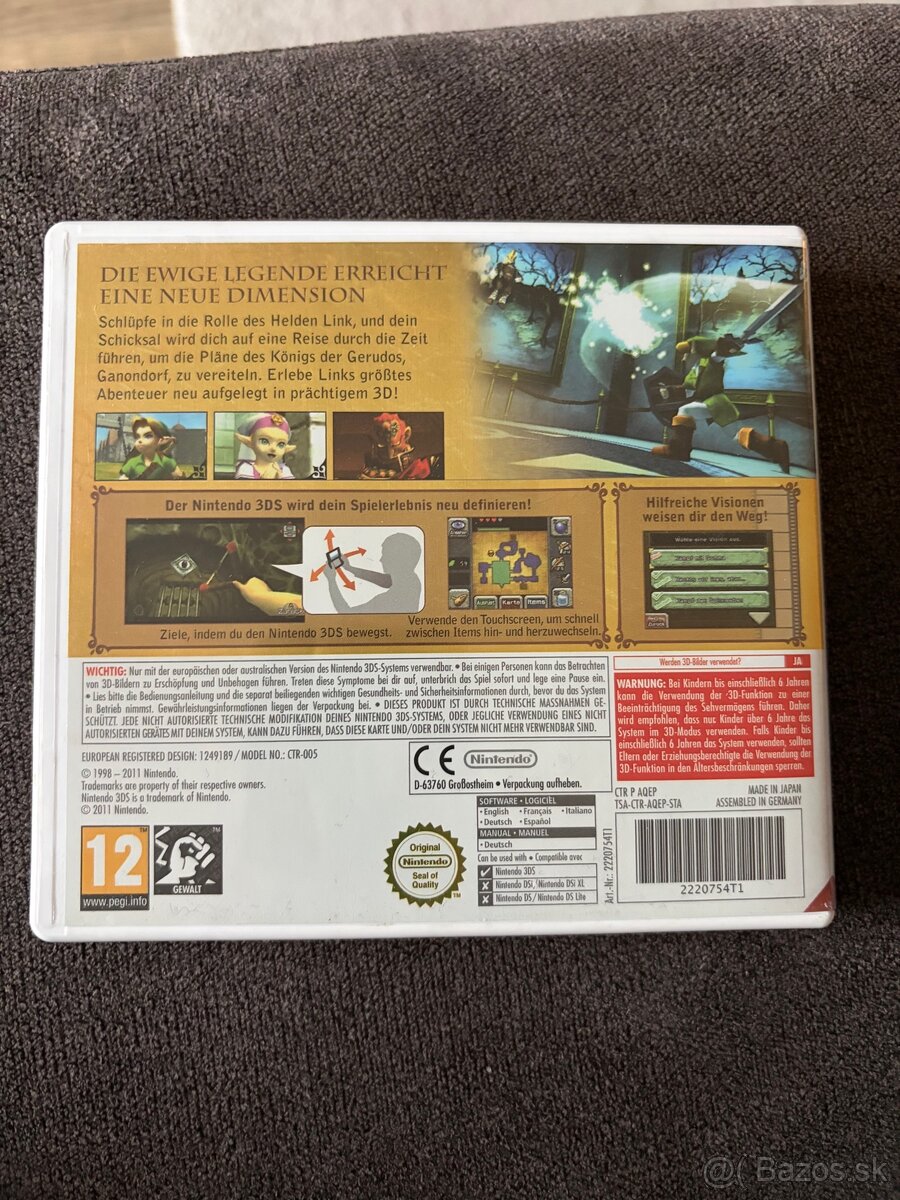 DIE EWIGE LEGENDE ERREICHT
EINE NEUE DIMENSION
Schlüpfe in die Rolle des Helden Link, und dein
Schicksal wird dich auf eine Reise durch die Zeit
führen, um die Pläne des Königs der Gerudos,
Ganondorf, zu vereiteln. Erlebe Links größtes
Abenteuer neu aufgelegt in prächtigem 3D!
Der Nintendo 3DS wird dein Spielerlebnis neu definieren!
Ziele, indem du den Nintendo 3DS bewegst.
Karte Items
Verwende den Touchscreen, um schnell
zwischen Items hin- und herzuwechseln.
Hilfreiche Visionen
weisen dir den Weg!
Wähle eine Vision aus.
Zurück
WICHTIG: Nur mit der europäischen oder australischen Version des Nintendo 3DS-Systems verwendbar. • Bei einigen Personen kann das Betrachten
von 3D-Bildern zu Erschöpfung und Unbehagen führen. Treten diese Symptome bei dir auf, unterbrich das Spiel sofort und lege eine Pause ein.
• Lies bitte die Bedienungsanleitung und die separat beiliegenden wichtigen Gesundheits- und Sicherheitsinformationen durch, bevor du das System
in Betrieb nimmst. Gewährleistungsinformationen liegen der Verpackung bei. • DIESES PRODUKT IST DURCH TECHNISCHE MASSNAHMEN GE-
SCHÜTZT. JEDE NICHT AUTORISIERTE TECHNISCHE MODIFIKATION DEINES NINTENDO 3DS-SYSTEMS, ODER JEGLICHE VERWENDUNG EINES NICHT
AUTORISIERTEN GERÄTES MIT DEINEM SYSTEM, KANN DAZU FÜHREN, DASS DIESE KARTE UND/ODER DEIN SYSTEM NICHT MEHR VERWENDBAR SIND.
Werden 3D-Bilder verwendet? JA
WARNUNG: Bei Kindern bis einschließlich 6 Jahren
kann die Verwendung der 3D-Funktion zu einer
Beeinträchtigung des Sehvermögens führen. Daher
wird empfohlen, dass nur Kinder über 6 Jahre das
System im 3D-Modus verwenden. Falls Kinder bis
einschließlich 6 Jahren das System verwenden, sollten
Eltern oder Erziehungsberechtigte die Verwendung der
3D-Funktion in den Altersbeschränkungen sperren.
EUROPEAN REGISTERED DESIGN: 1249189 / MODEL NO.: CTR-005
© 1998 – 2011 Nintendo.
Trademarks are property of their respective owners.
Nintendo 3DS is a trademark of Nintendo.
© 2011 Nintendo.
CE Nintendo®
D-63760 Großostheim • Verpackung aufheben.
CTR P AQEP MADE IN JAPAN
TSA-CTR-AQEP-STA ASSEMBLED IN GERMANY
12™
www.pegi.info
™
GEWALT
Original
Nintendo®
Seal of
Quality
™
SOFTWARE • LOGICIEL
• English • Français • Italiano
• Deutsch • Español
MANUAL • MANUEL
• Deutsch
Can be used with • Compatible avec
Nintendo 3DS
Nintendo DSi / Nintendo DSi XL
Nintendo DS / Nintendo DS Lite
Art.-Nr.: 2220754T1
2220754T1
@( Bazos.sk